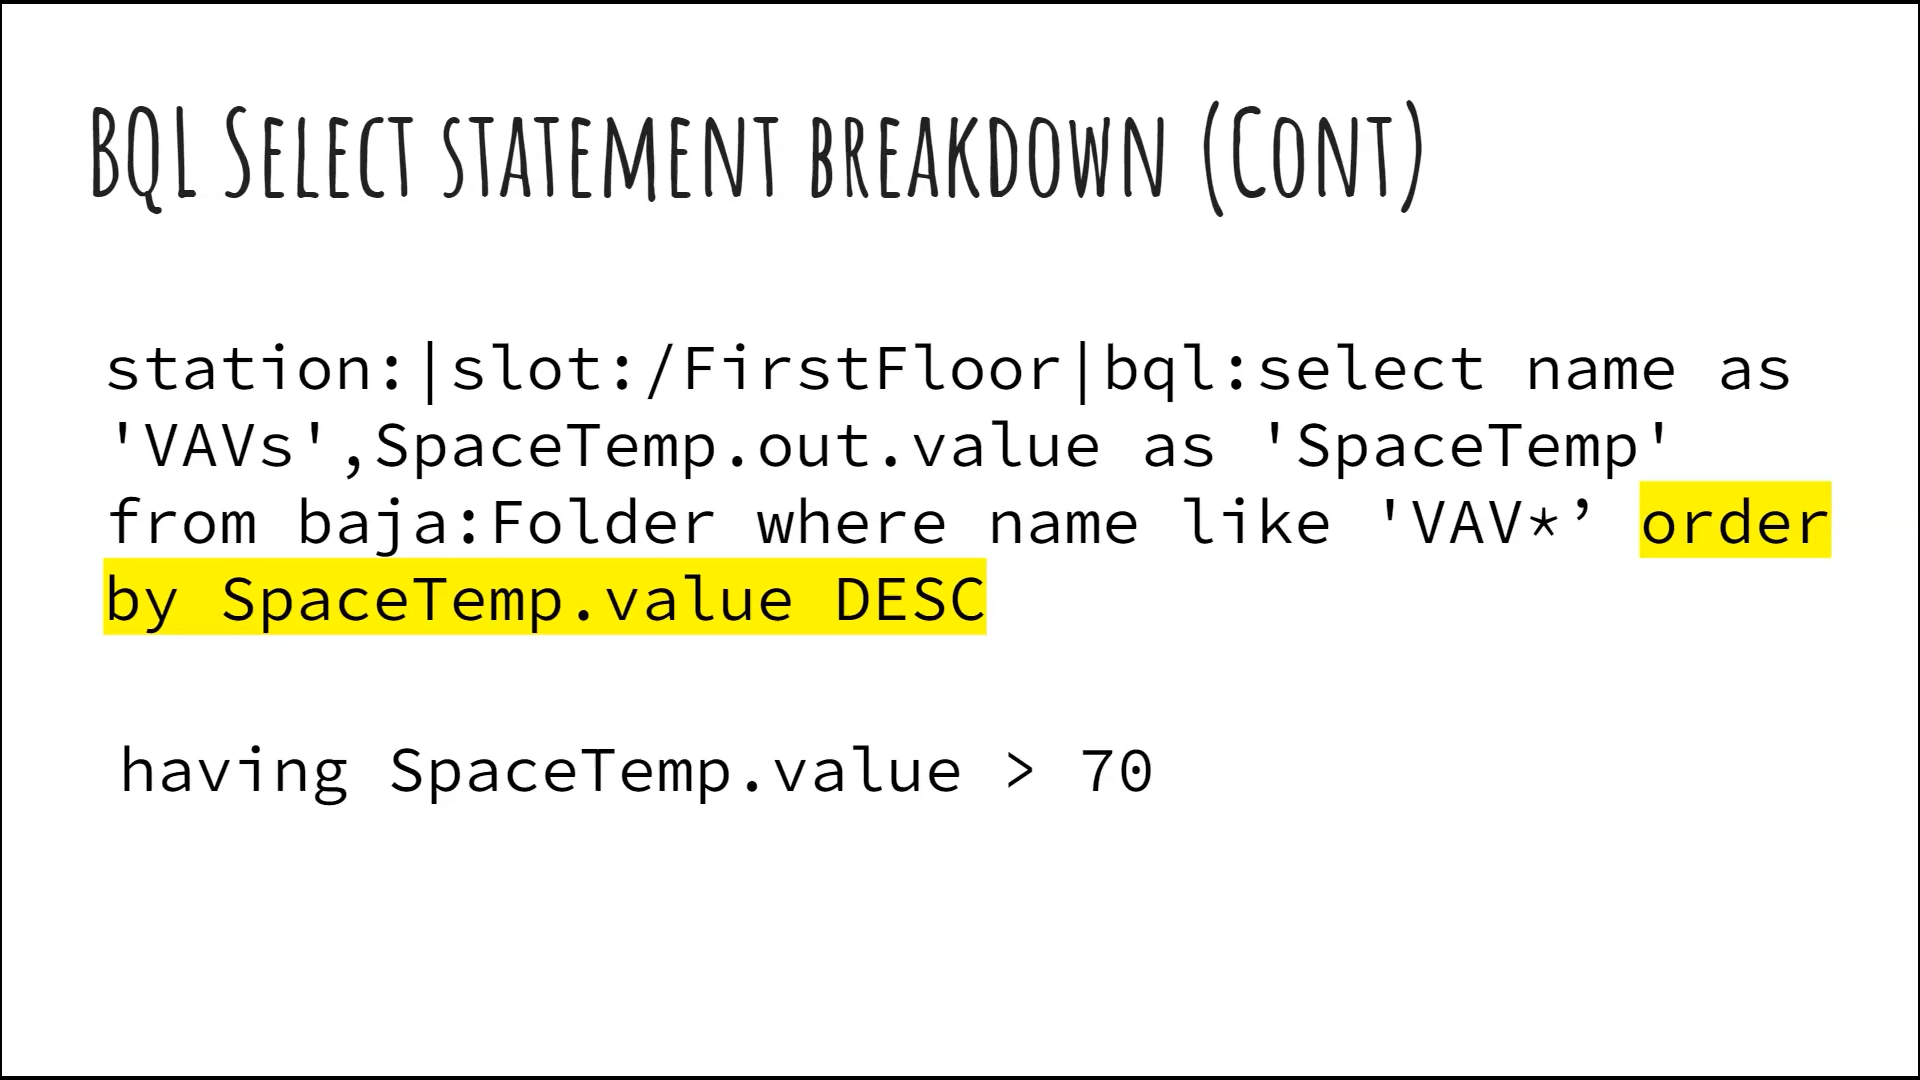 BQL Select statement breakdown (Cont)
station:|slot:/FirstFloor|bql:select name as
'VAVs',SpaceTemp.out.value as 'SpaceTemp'
from baja:Folder where name like 'VAV*’ order
by SpaceTemp.value DESC
having SpaceTemp.value > 70